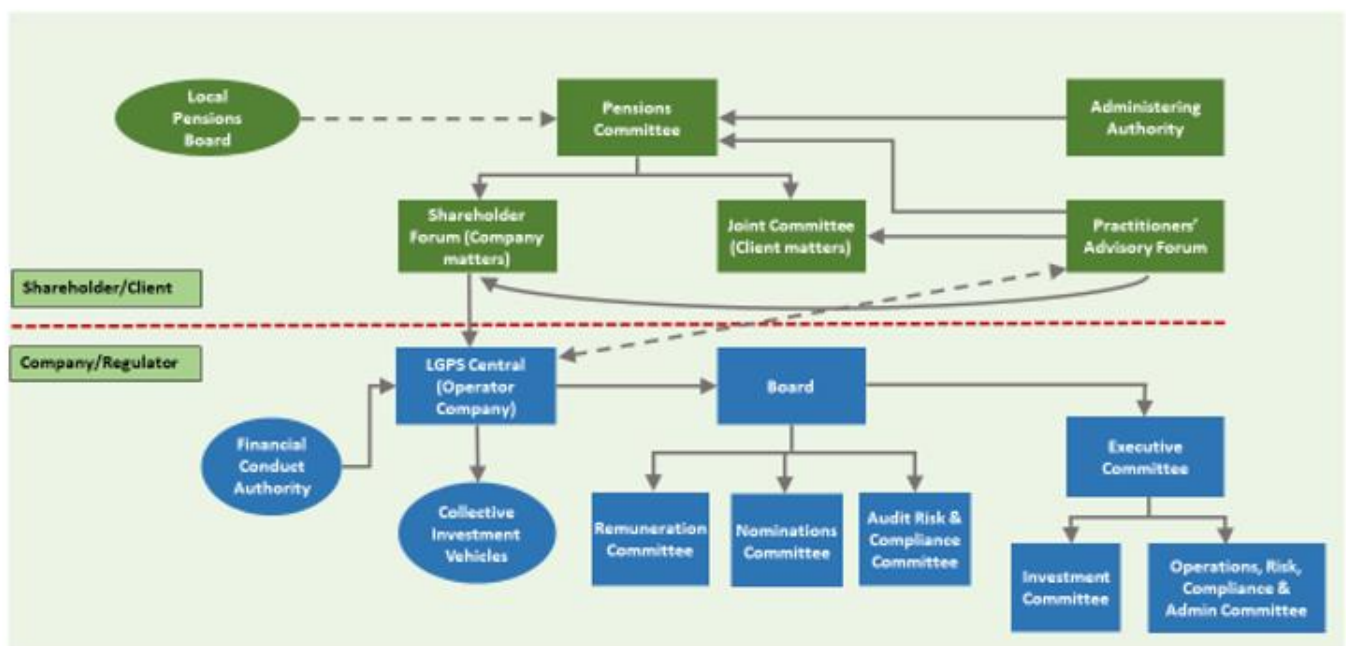 Local
Pensions
Board
Pensions
Committee
Administering
Authority
Shareholder
Forum (Company
matters)
Joint Committee
(Client matters)
Practitioners'
Advisory Forum
Shareholder/Client
Company/Regulator
LGPS Central
(Operator
Company)
Board
Financial
Conduct
Authority
Executive
Committee
Collective
Investment
Vehicles
Remuneration
Committee
Nominations
Committee
Audit Risk &
Compliance
Committee
Investment
Committee
Operations, Risk,
Compliance &
Admin Committee